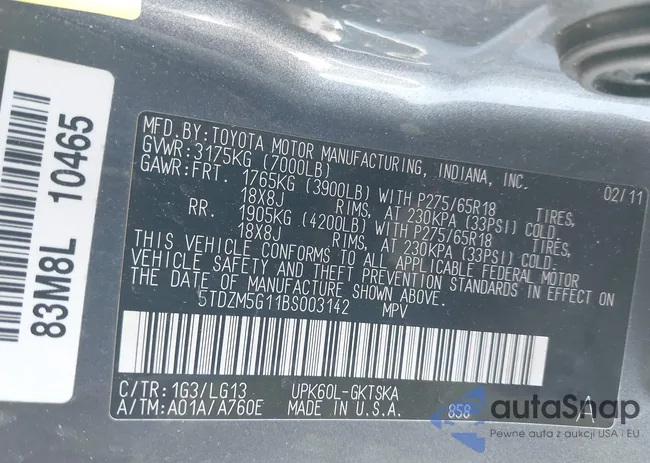 83M8L 10465
MFD.BY:TOYOTA MOTOR MANUFACTURING, INDIANA, INC. 02/11
GVWR:3175KG (7000LB)
GAWR:FRT. 1765KG (3900LB) WITH P275/65R18 TIRES,
18X8J RIMS, AT 230KPA (33PSI) COLD.
RR. 1905KG (4200LB) WITH P275/65R18 TIRES,
18X8J RIMS, AT 230KPA (33PSI) COLD.
THIS VEHICLE CONFORMS TO ALL APPLICABLE FEDERAL MOTOR
VEHICLE SAFETY AND THEFT PREVENTION STANDARDS IN EFFECT ON
THE DATE OF MANUFACTURE SHOWN ABOVE.
5TDZM5G11BS003142 MPV
C/TR:1G3/LG13 UPK60L-GKTSKA
A/TM:A01A/A760E MADE IN U.S.A. 858 A
autoSnap
Pewne auta z aukcji USA i EU